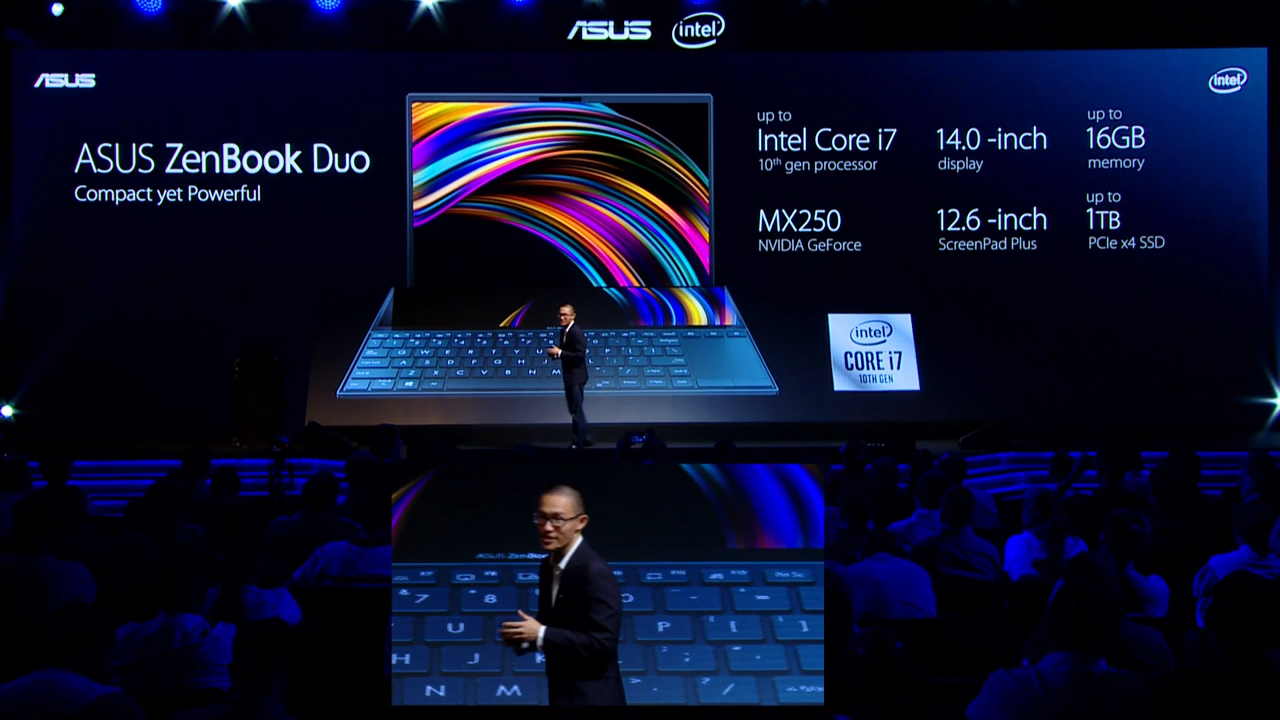 ASUS intel
ASUS
intel
ASUS ZenBook Duo
Compact yet Powerful
up to
Intel Core i7
10th gen processor
14.0 -inch
display
up to
16GB
memory
MX250
NVIDIA GeForce
12.6 -inch
ScreenPad Plus
up to
1TB
PCIe x4 SSD
intel
CORE i7
10TH GEN
Q W E R T Y U
A S D F G H J
Z X C V B N M
7 8
U P [ ]
H J K
N M